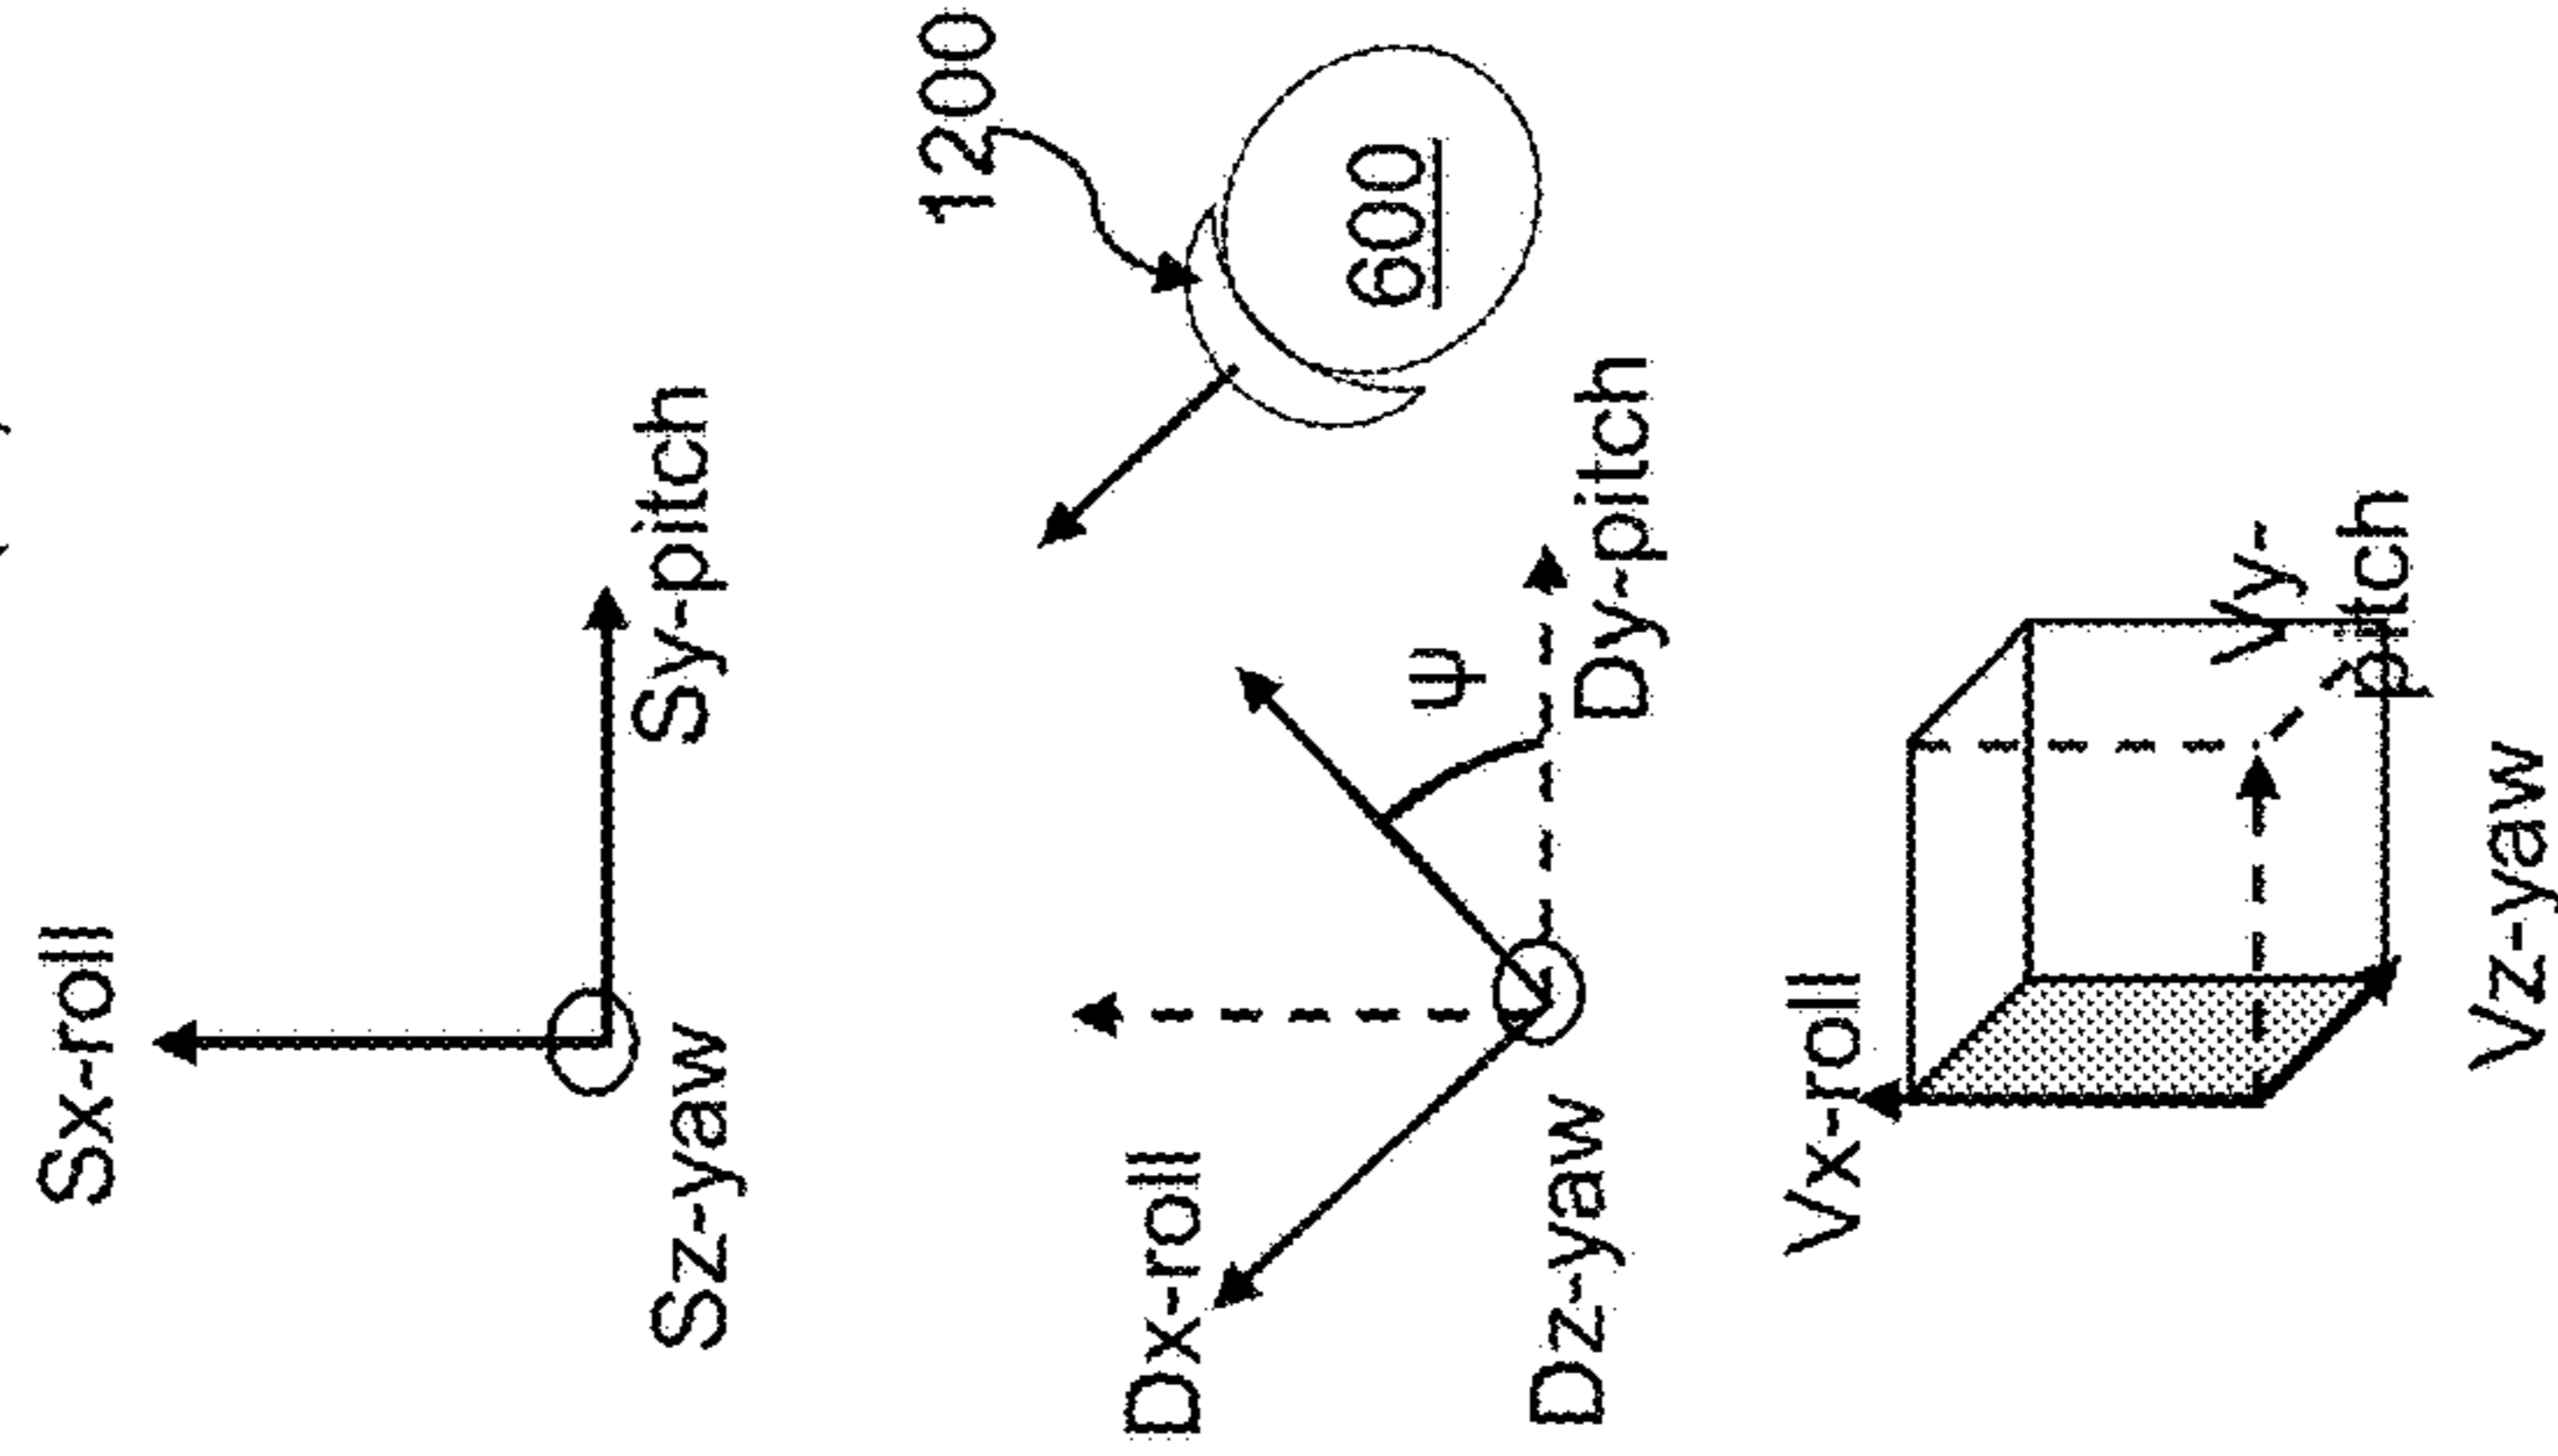 Sx-roll
Sy-pitch
Sz-yaw
1200
600
Dx-roll
ψ
Dy-pitch
Dz-yaw
Vx-roll
Vy-
pitch
Vz-yaw